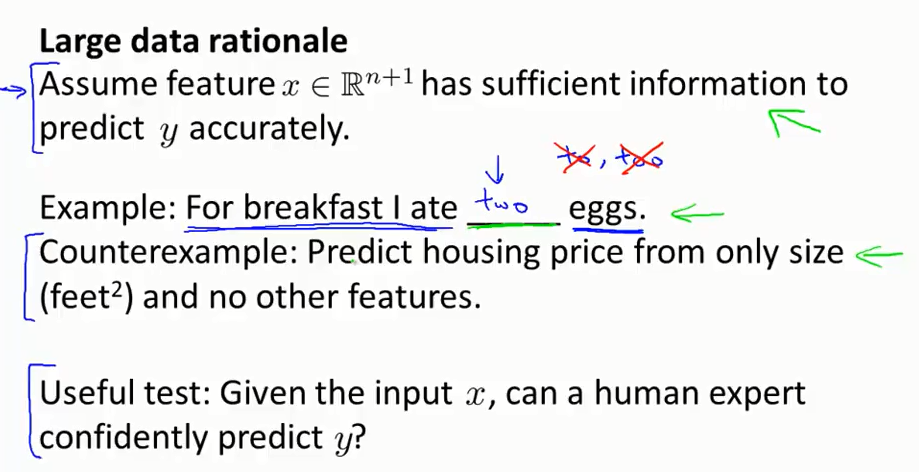 Large data rationale
Assume feature x ∈ ℝⁿ⁺¹ has sufficient information to
predict y accurately.
to, too
two
Example: For breakfast I ate ______ eggs.
Counterexample: Predict housing price from only size
(feet²) and no other features.
Useful test: Given the input x, can a human expert
confidently predict y?